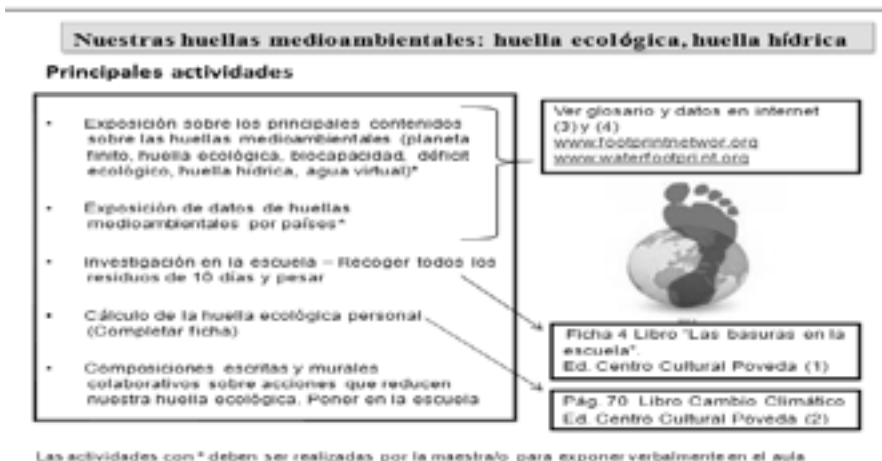 Nuestras huellas medioambientales: huella ecológica, huella hídrica
Principales actividades
• Exposición sobre los principales contenidos
sobre las huellas medioambientales (planeta
finito, huella ecológica, biocapacidad, déficit
ecológico, huella hídrica, agua virtual)*
• Exposición de datos de huellas
medioambientales por países*
• Investigación en la escuela – Recoger todos los
residuos de 10 días y pesar
• Cálculo de la huella ecológica personal
(Completar ficha)
• Composiciones escritas y murales
colaborativos sobre acciones que reducen
nuestra huella ecológica. Poner en la escuela
Ver glosario y datos en internet
(3) y (4)
www.footprintnetwor.org
www.waterfootprint.org
Ficha 4 Libro "Las basuras en la
escuela".
Ed. Centro Cultural Poveda (1)
Pág. 70 Libro Cambio Climático
Ed. Centro Cultural Poveda (2)
Las actividades con * deben ser realizadas por la maestra/o para exponer verbalmente en el aula